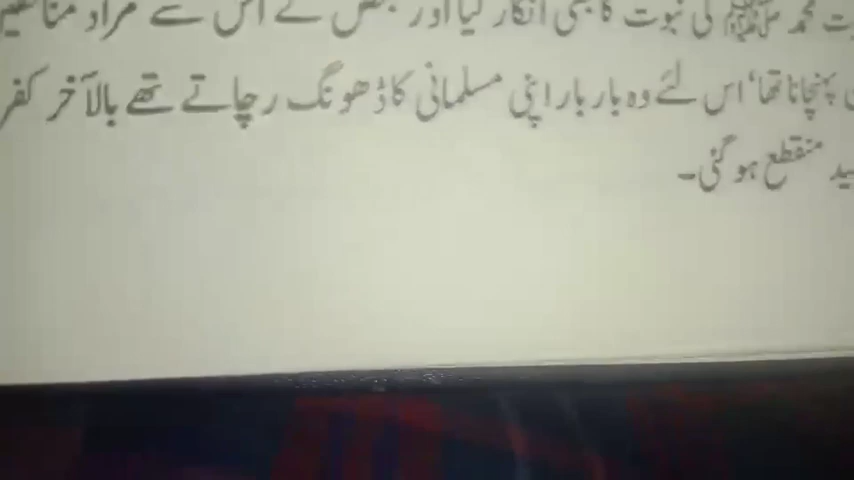 محمد ﷺ کی نبوت کا بھی انکار کیا اور بعض نے اس سے مراد
پہنچانا تھا‘ اس لئے وہ بار بار اپنی مسلمانی کا ڈھونگ رچاتے تھے بالآخر کفر
منقطع ہو گئی۔